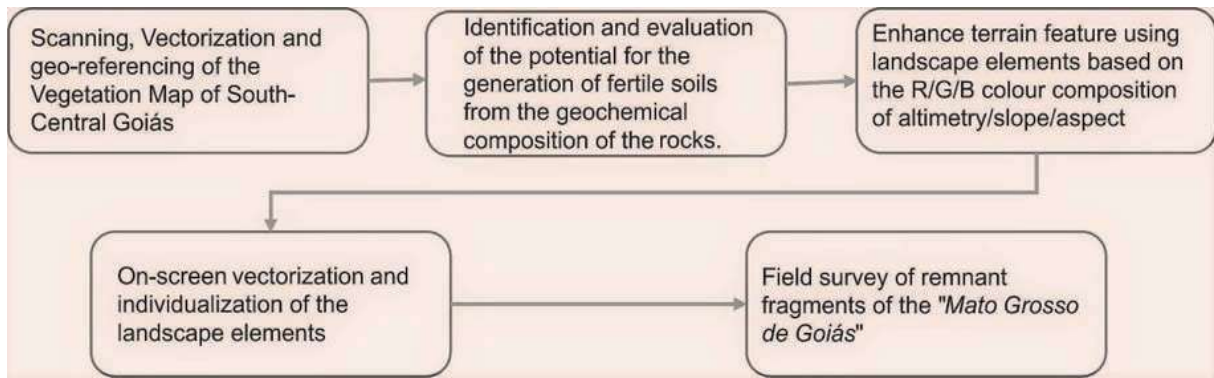 Scanning, Vectorization and
geo-referencing of the
Vegetation Map of South-
Central Goiás
Identification and evaluation
of the potential for the
generation of fertile soils
from the geochemical
composition of the rocks.
Enhance terrain feature using
landscape elements based on
the R/G/B colour composition
of altimetry/slope/aspect
On-screen vectorization and
individualization of the
landscape elements
Field survey of remnant
fragments of the "Mato Grosso
de Goiás"